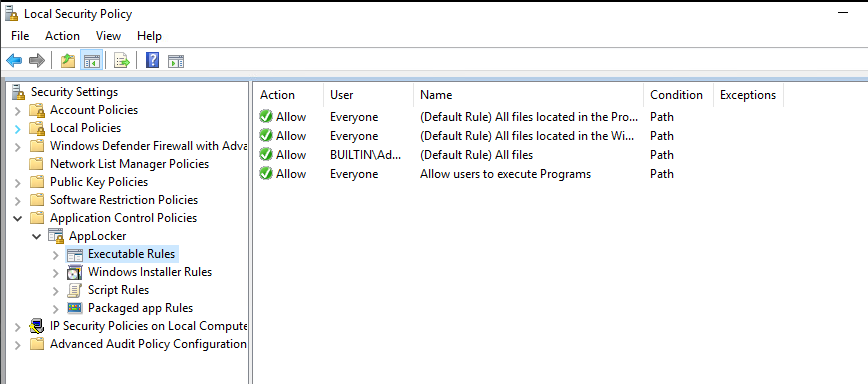 Local Security Policy
File Action View Help
Security Settings
Account Policies
Local Policies
Windows Defender Firewall with Adva
Network List Manager Policies
Public Key Policies
Software Restriction Policies
Application Control Policies
AppLocker
Executable Rules
Windows Installer Rules
Script Rules
Packaged app Rules
IP Security Policies on Local Compute
Advanced Audit Policy Configuration
Action User Name Condition Exceptions
Allow Everyone (Default Rule) All files located in the Pro... Path
Allow Everyone (Default Rule) All files located in the Wi... Path
Allow BUILTIN\Ad... (Default Rule) All files Path
Allow Everyone Allow users to execute Programs Path